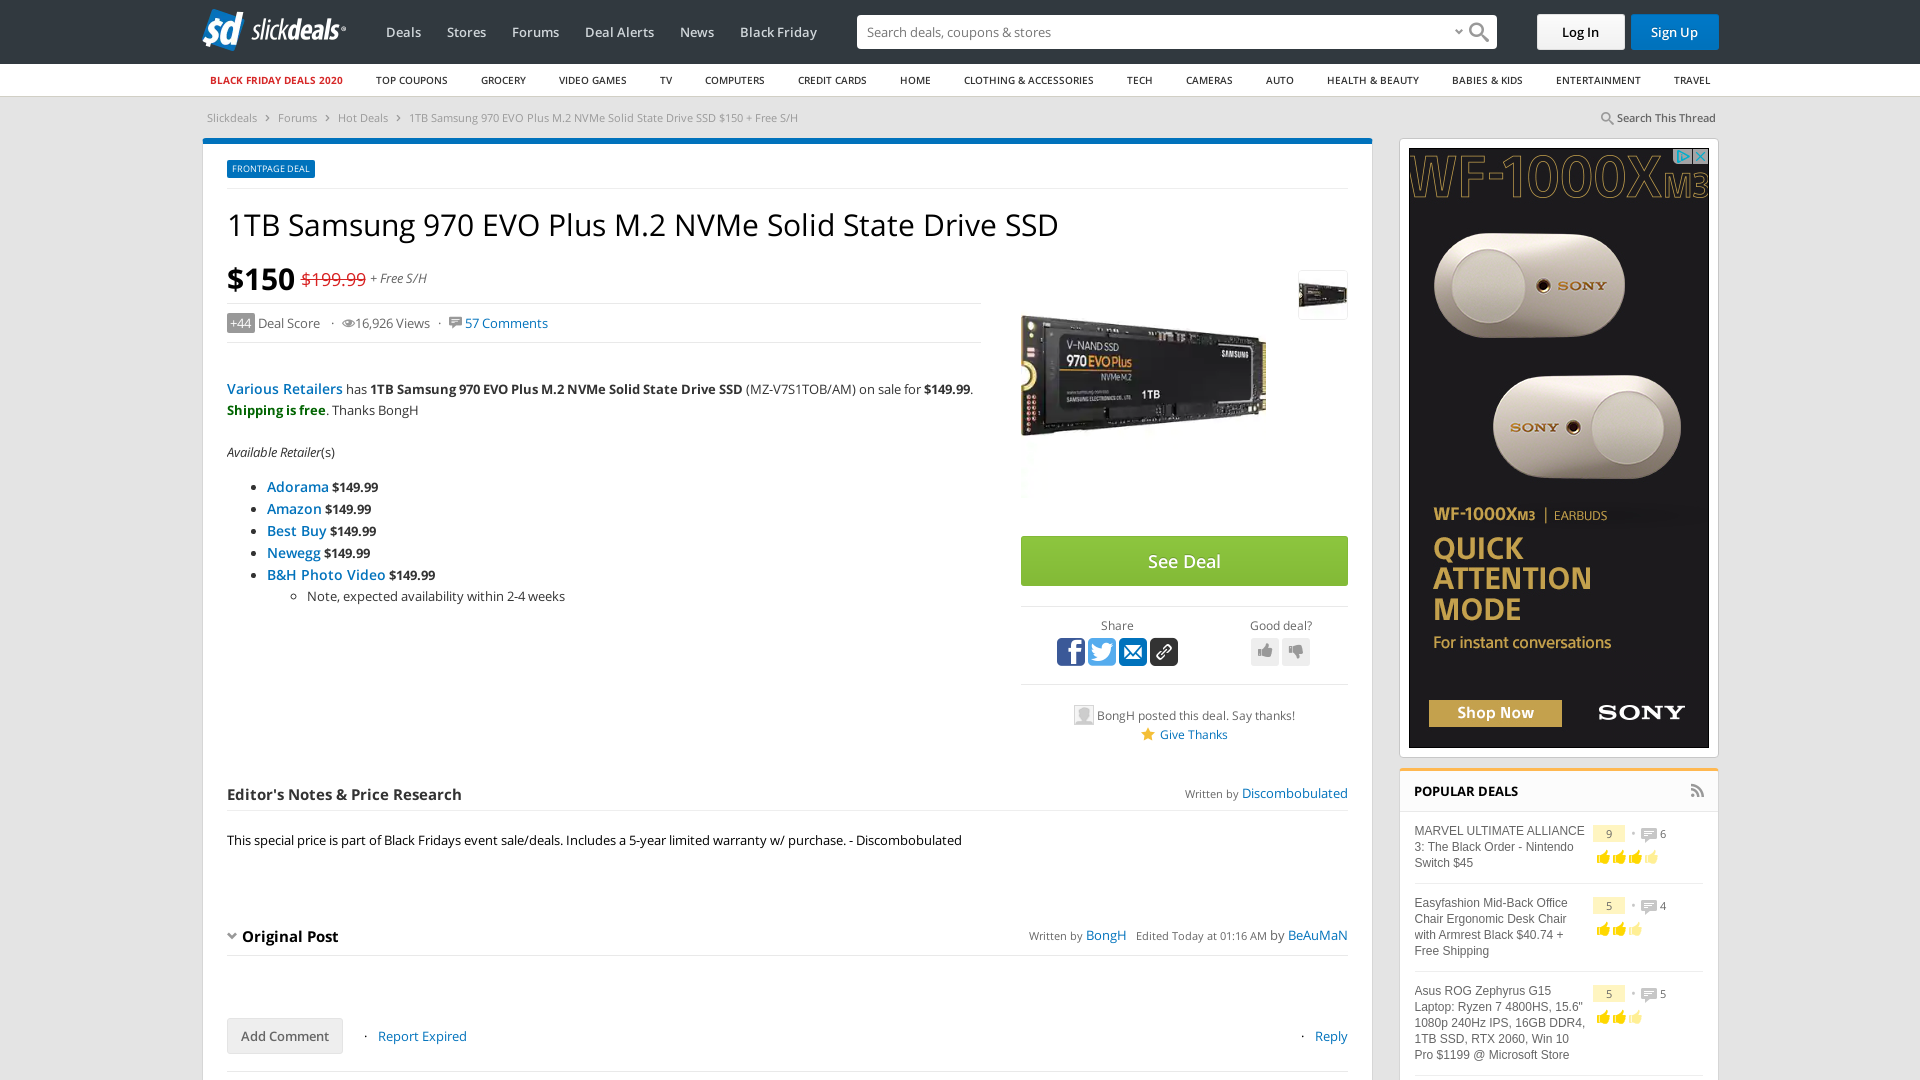 slickdeals
Deals
Stores
Forums
Deal Alerts
News
Black Friday
Search deals, coupons & stores
Log In
Sign Up
BLACK FRIDAY DEALS 2020
TOP COUPONS
GROCERY
VIDEO GAMES
TV
COMPUTERS
CREDIT CARDS
HOME
CLOTHING & ACCESSORIES
TECH
CAMERAS
AUTO
HEALTH & BEAUTY
BABIES & KIDS
ENTERTAINMENT
TRAVEL
Slickdeals › Forums › Hot Deals › 1TB Samsung 970 EVO Plus M.2 NVMe Solid State Drive SSD $150 + Free S/H
Search This Thread
FRONTPAGE DEAL
1TB Samsung 970 EVO Plus M.2 NVMe Solid State Drive SSD
$150 $199.99 + Free S/H
+44 Deal Score · 16,926 Views · 57 Comments
Various Retailers has 1TB Samsung 970 EVO Plus M.2 NVMe Solid State Drive SSD (MZ-V7S1TOB/AM) on sale for $149.99.
Shipping is free. Thanks BongH
Available Retailer(s)
Adorama $149.99
Amazon $149.99
Best Buy $149.99
Newegg $149.99
B&H Photo Video $149.99
Note, expected availability within 2-4 weeks
V-NAND SSD
970 EVO Plus
NVMe M.2
SAMSUNG
1TB
SAMSUNG ELECTRONICS CO., LTD.
See Deal
Share
Good deal?
BongH posted this deal. Say thanks!
Give Thanks
Editor's Notes & Price Research
Written by Discombobulated
This special price is part of Black Fridays event sale/deals. Includes a 5-year limited warranty w/ purchase. - Discombobulated
Original Post
Written by BongH Edited Today at 01:16 AM by BeAuMaN
Add Comment
· Report Expired
· Reply
WF-1000XM3
SONY
SONY
WF-1000XM3 | EARBUDS
QUICK
ATTENTION
MODE
For instant conversations
Shop Now
SONY
POPULAR DEALS
MARVEL ULTIMATE ALLIANCE
3: The Black Order - Nintendo
Switch $45
9 · 6
Easyfashion Mid-Back Office
Chair Ergonomic Desk Chair
with Armrest Black $40.74 +
Free Shipping
5 · 4
Asus ROG Zephyrus G15
Laptop: Ryzen 7 4800HS, 15.6"
1080p 240Hz IPS, 16GB DDR4,
1TB SSD, RTX 2060, Win 10
Pro $1199 @ Microsoft Store
5 · 5